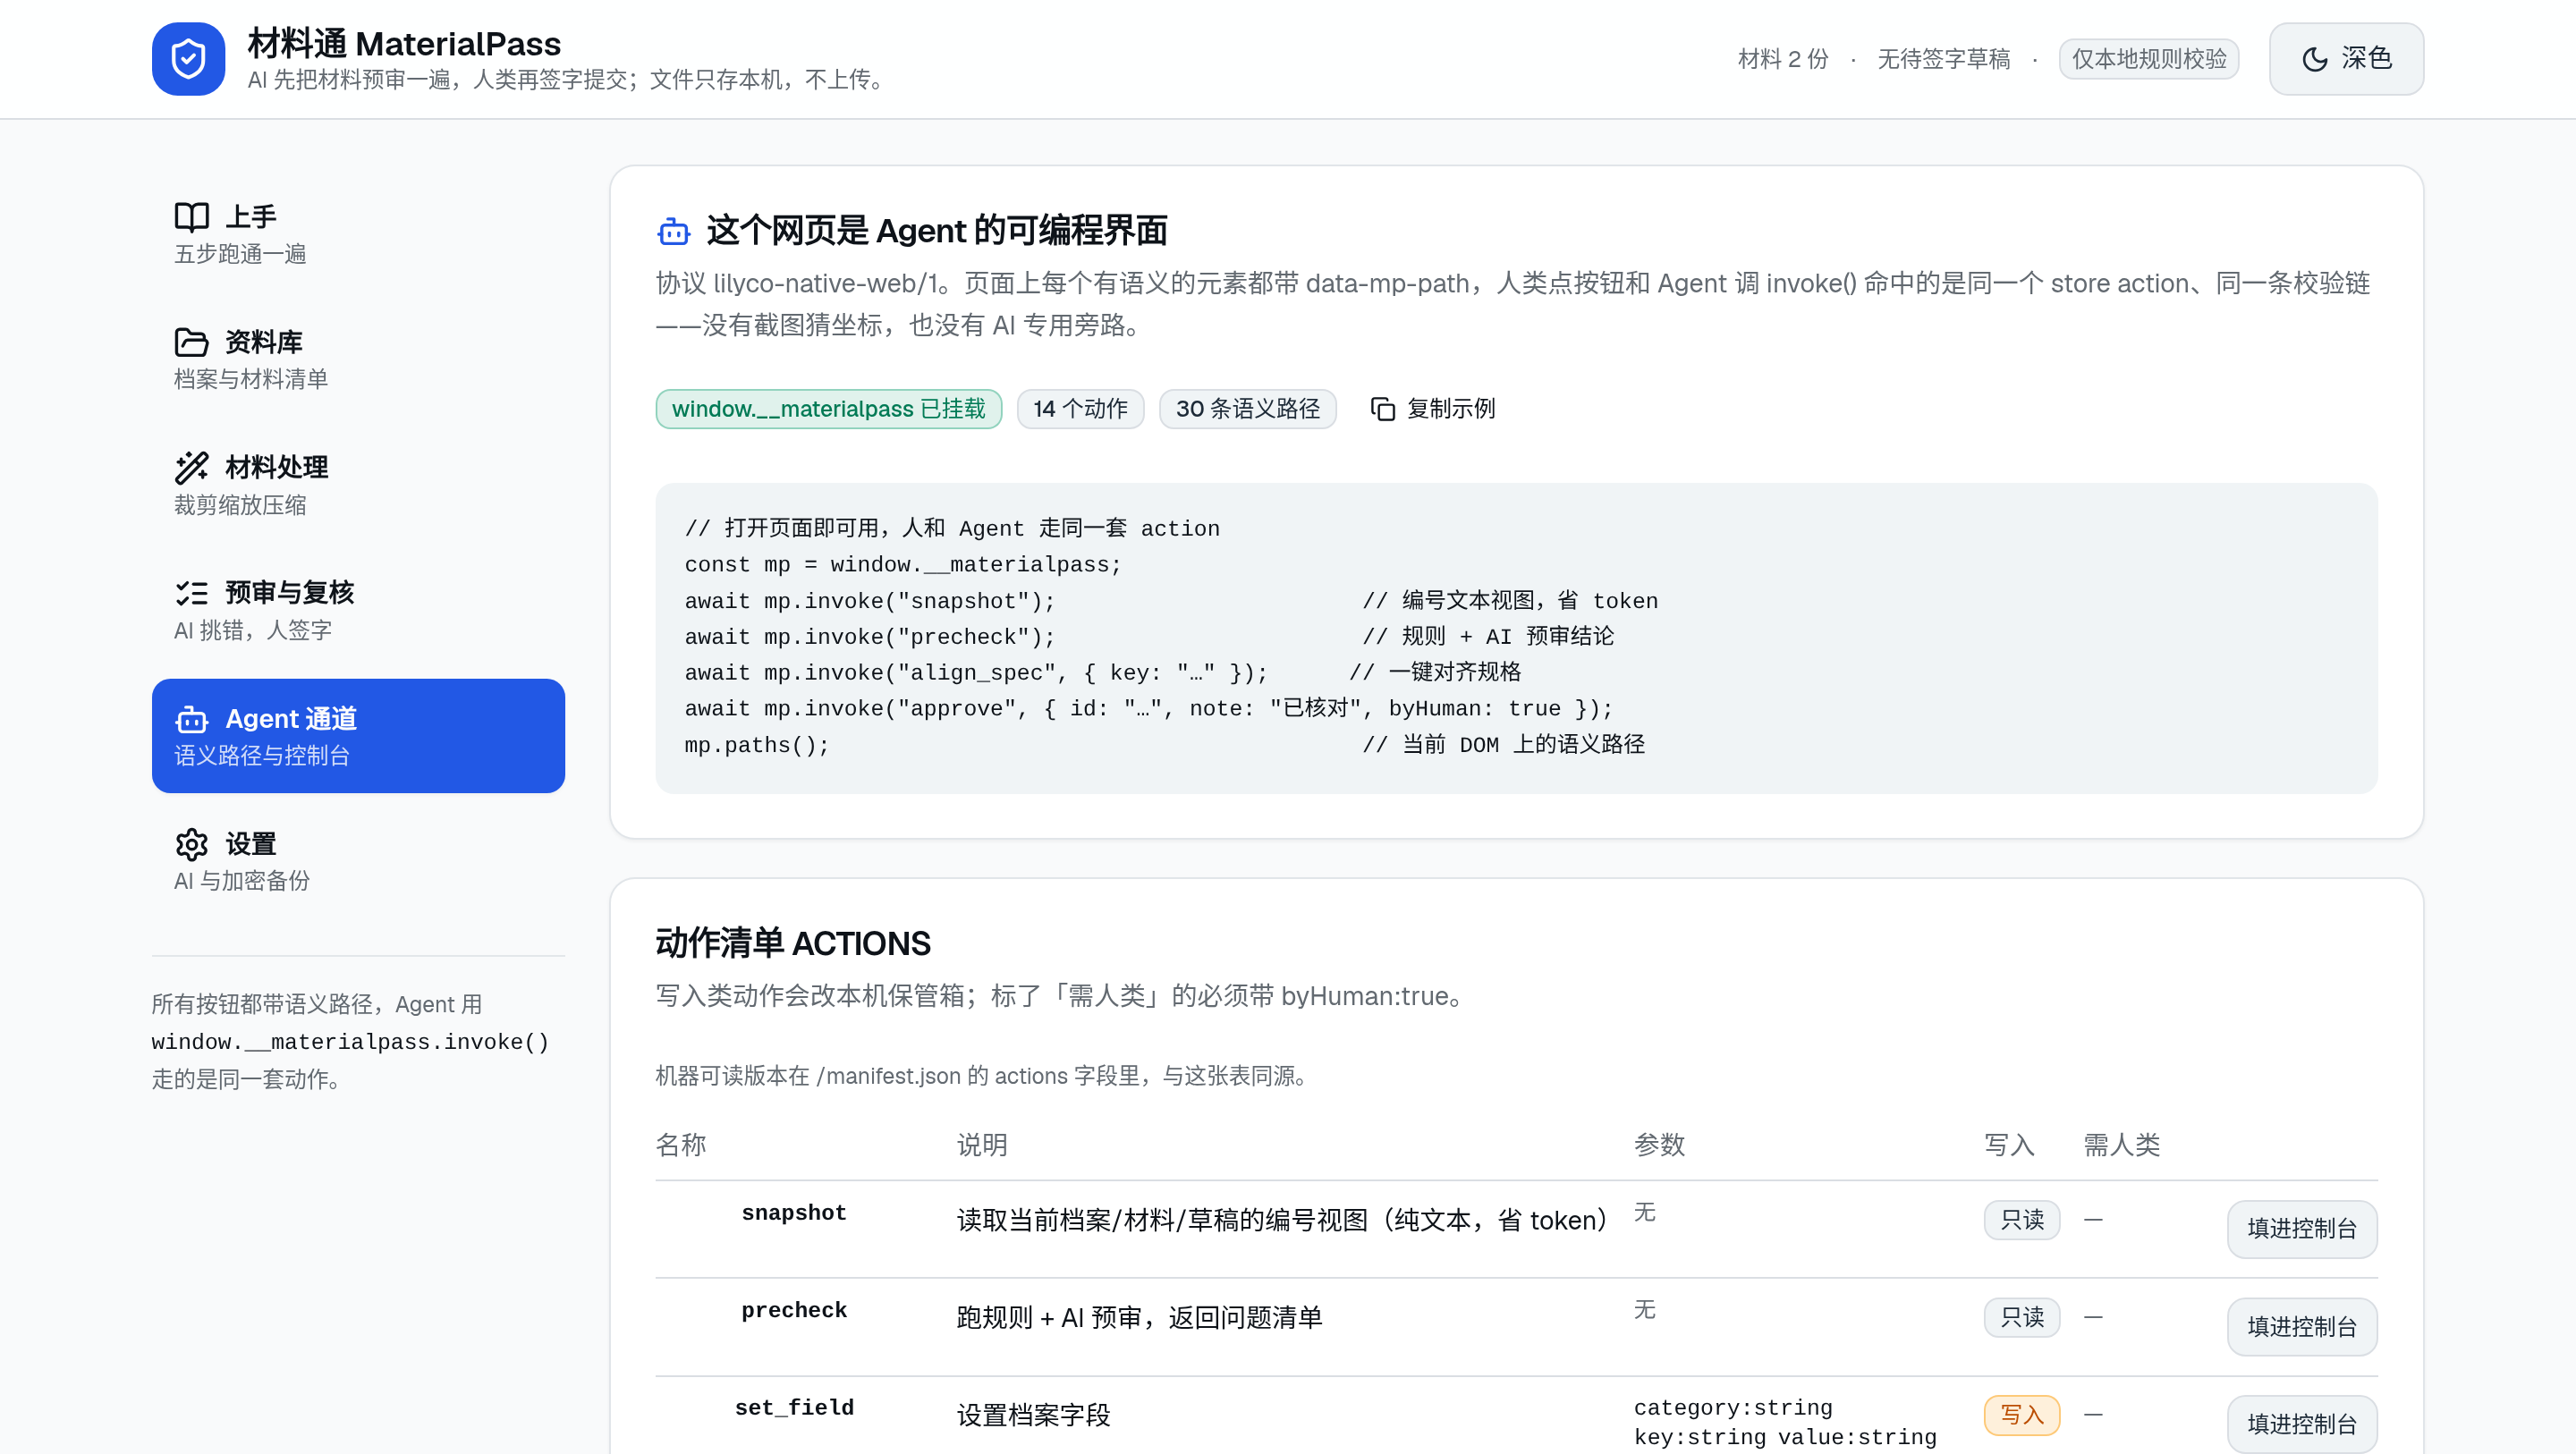 材料通 MaterialPass
AI 先把材料预审一遍，人类再签字提交；文件只存本机，不上传。
材料 2 份 · 无待签字草稿 · 仅本地规则校验
深色
上手
五步跑通一遍
资料库
档案与材料清单
材料处理
裁剪缩放压缩
预审与复核
AI 挑错，人签字
Agent 通道
语义路径与控制台
设置
AI 与加密备份
所有按钮都带语义路径，Agent 用
window.__materialpass.invoke()
走的是同一套动作。
这个网页是 Agent 的可编程界面
协议 lilyco-native-web/1。页面上每个有语义的元素都带 data-mp-path，人类点按钮和 Agent 调 invoke() 命中的是同一个 store action、同一条校验链
——没有截图猜坐标，也没有 AI 专用旁路。
window.__materialpass 已挂载
14 个动作
30 条语义路径
复制示例
// 打开页面即可用，人和 Agent 走同一套 action
const mp = window.__materialpass;
await mp.invoke("snapshot"); // 编号文本视图，省 token
await mp.invoke("precheck"); // 规则 + AI 预审结论
await mp.invoke("align_spec", { key: "…" }); // 一键对齐规格
await mp.invoke("approve", { id: "…", note: "已核对", byHuman: true });
mp.paths(); // 当前 DOM 上的语义路径
动作清单 ACTIONS
写入类动作会改本机保管箱；标了「需人类」的必须带 byHuman:true。
机器可读版本在 /manifest.json 的 actions 字段里，与这张表同源。
名称 说明 参数 写入 需人类
snapshot 读取当前档案/材料/草稿的编号视图（纯文本，省 token） 无 只读 — 填进控制台
precheck 跑规则 + AI 预审，返回问题清单 无 只读 — 填进控制台
set_field 设置档案字段 category:string 写入 — 填进控制台
key:string value:string